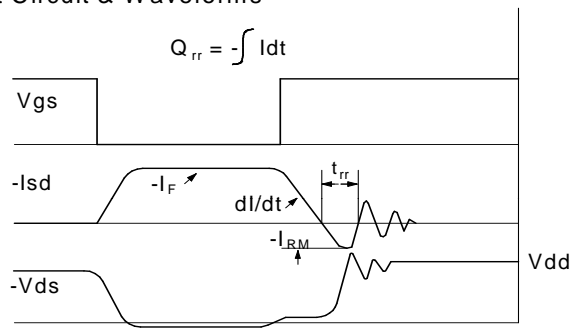 Circuit & Waveforms
Q rr = - ∫ Idt
Vgs
-Isd
-I F
t rr
dI/dt
-I RM
Vdd
-Vds